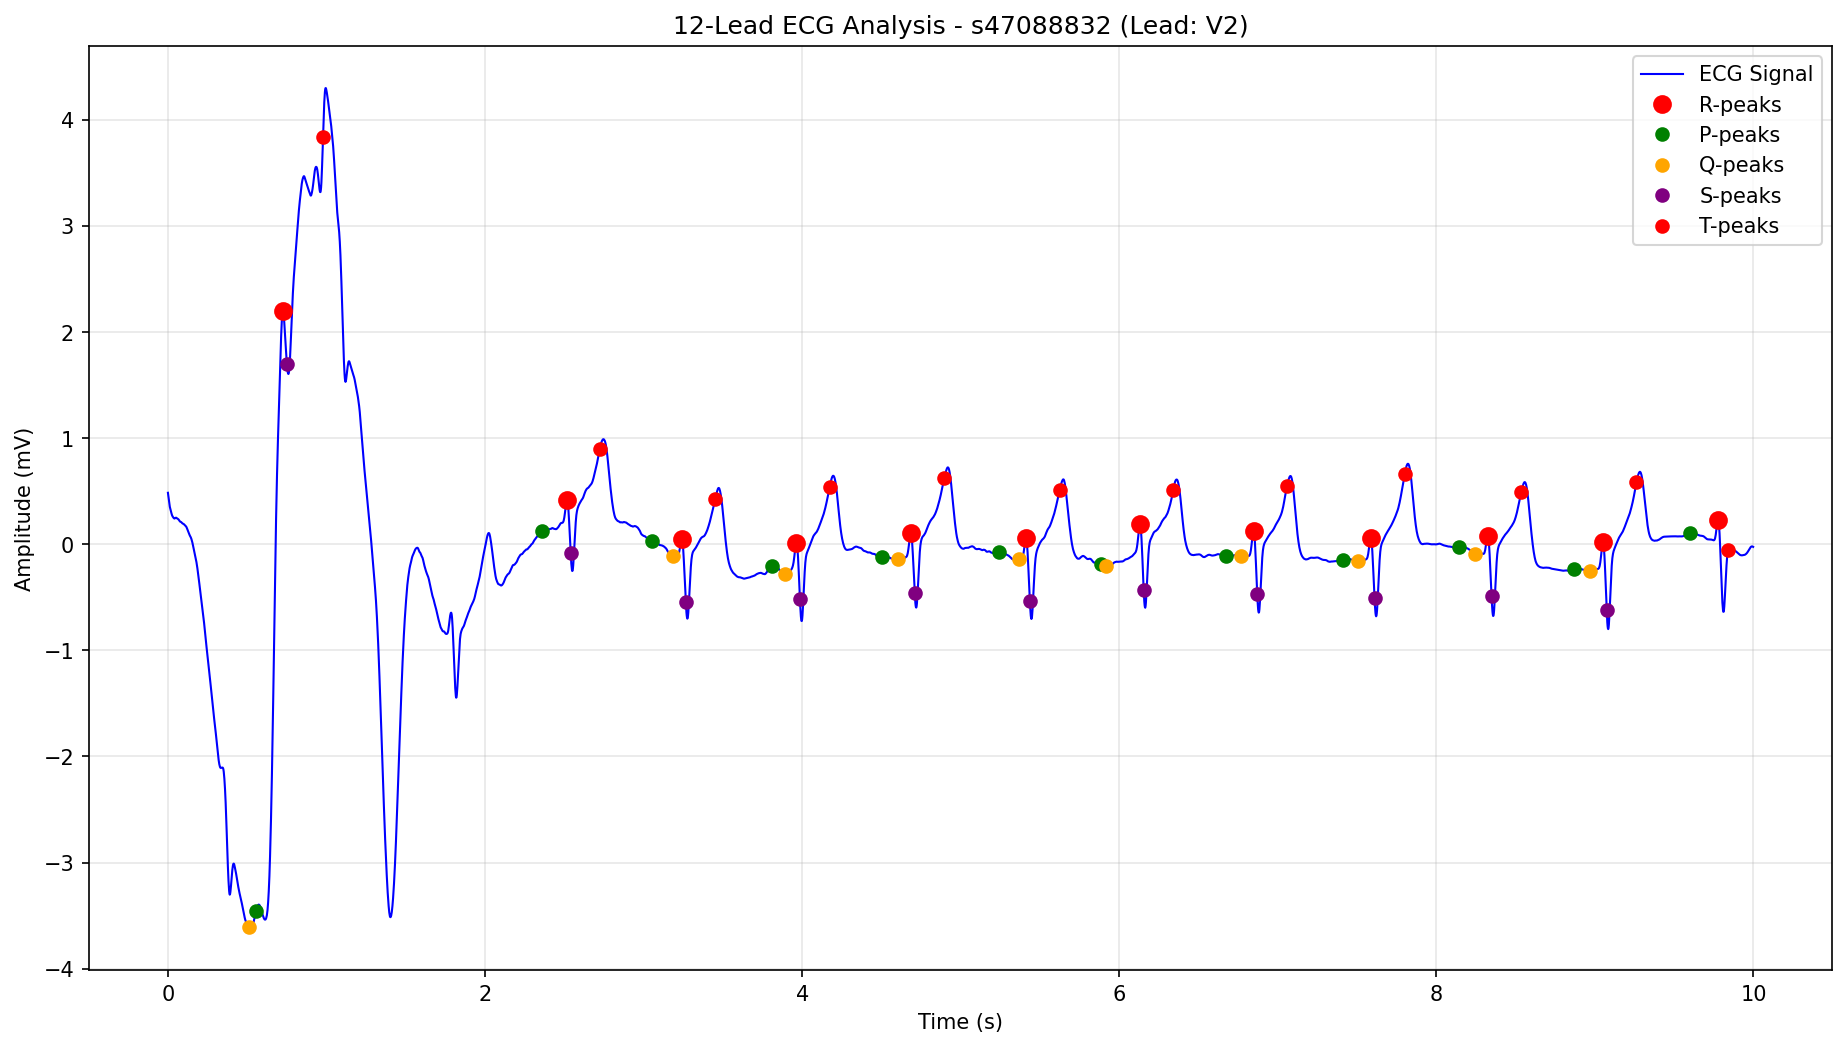 12-Lead ECG Analysis - s47088832 (Lead: V2)
ECG Signal
R-peaks
P-peaks
Q-peaks
S-peaks
T-peaks
Amplitude (mV)
4
3
2
1
0
−1
−2
−3
−4
0 2 4 6 8 10
Time (s)